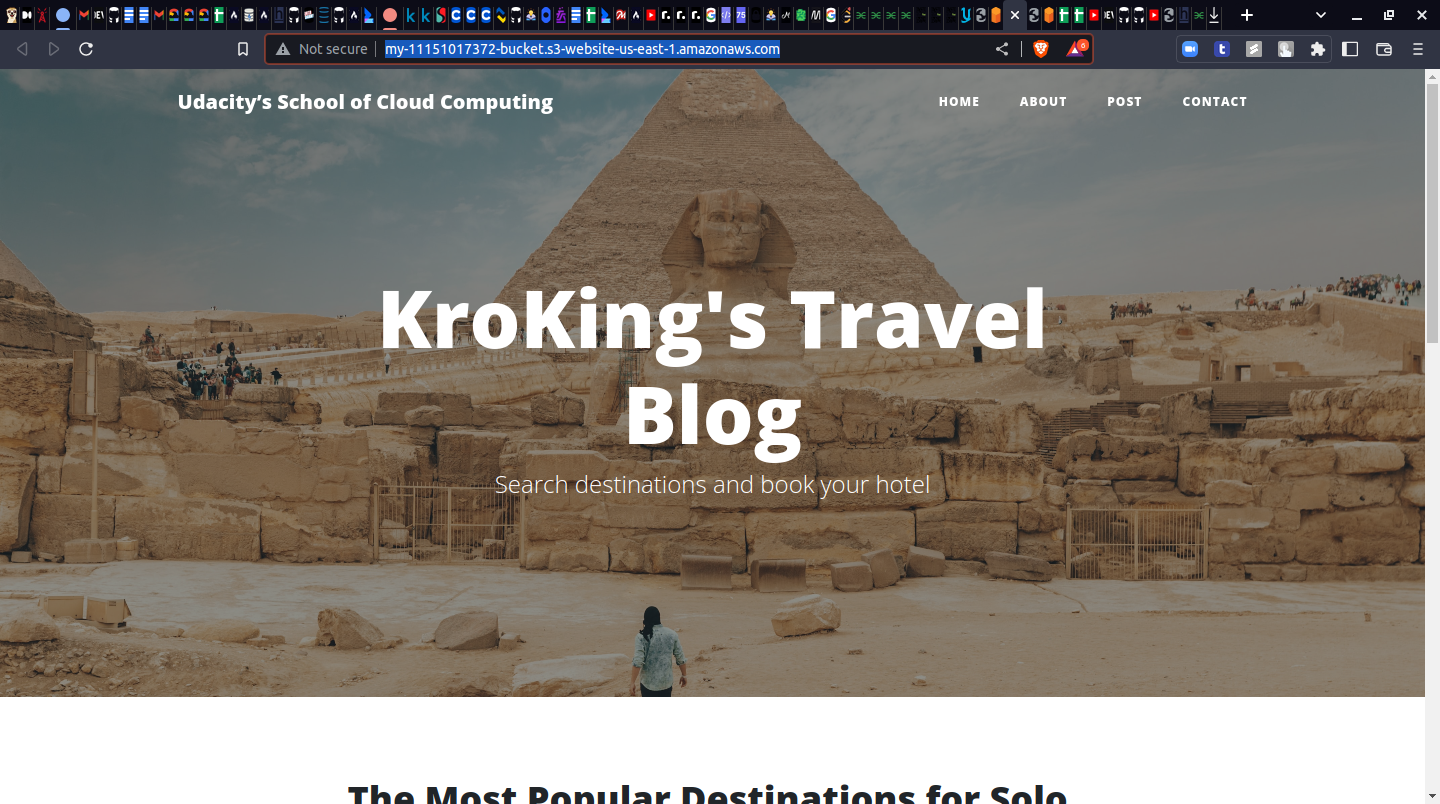 Not secure
my-11151017372-bucket.s3-website-us-east-1.amazonaws.com
6
Udacity’s School of Cloud Computing
HOME
ABOUT
POST
CONTACT
KroKing's Travel
Blog
Search destinations and book your hotel
The Most Popular Destinations for Solo